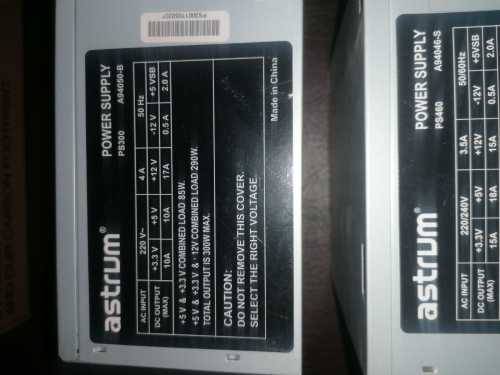 astrum®
POWER SUPPLY
PS300 A94050-B
AC INPUT 220 V~ 4 A 50 Hz
DC OUTPUT +3.3 V +5 V +12 V -12 V +5 VSB
(MAX) 10A 10A 17A 0.5 A 2.0 A
+5 V & +3.3 V COMBINED LOAD 85W.
+5 V & +3.3 V & -12V COMBINED LOAD 290W.
TOTAL OUTPUT IS 300W MAX.
CAUTION:
DO NOT REMOVE THIS COVER.
SELECT THE RIGHT VOLTAGE.
Made in China
astrum®
POWER SUPPLY
PS460 A94046-S
AC INPUT 220/240V 3.5A 50/60Hz
DC OUTPUT +3.3V +5V +12V -12V +5VSB
(MAX) 15A 18A 15A 0.5A 2.0A